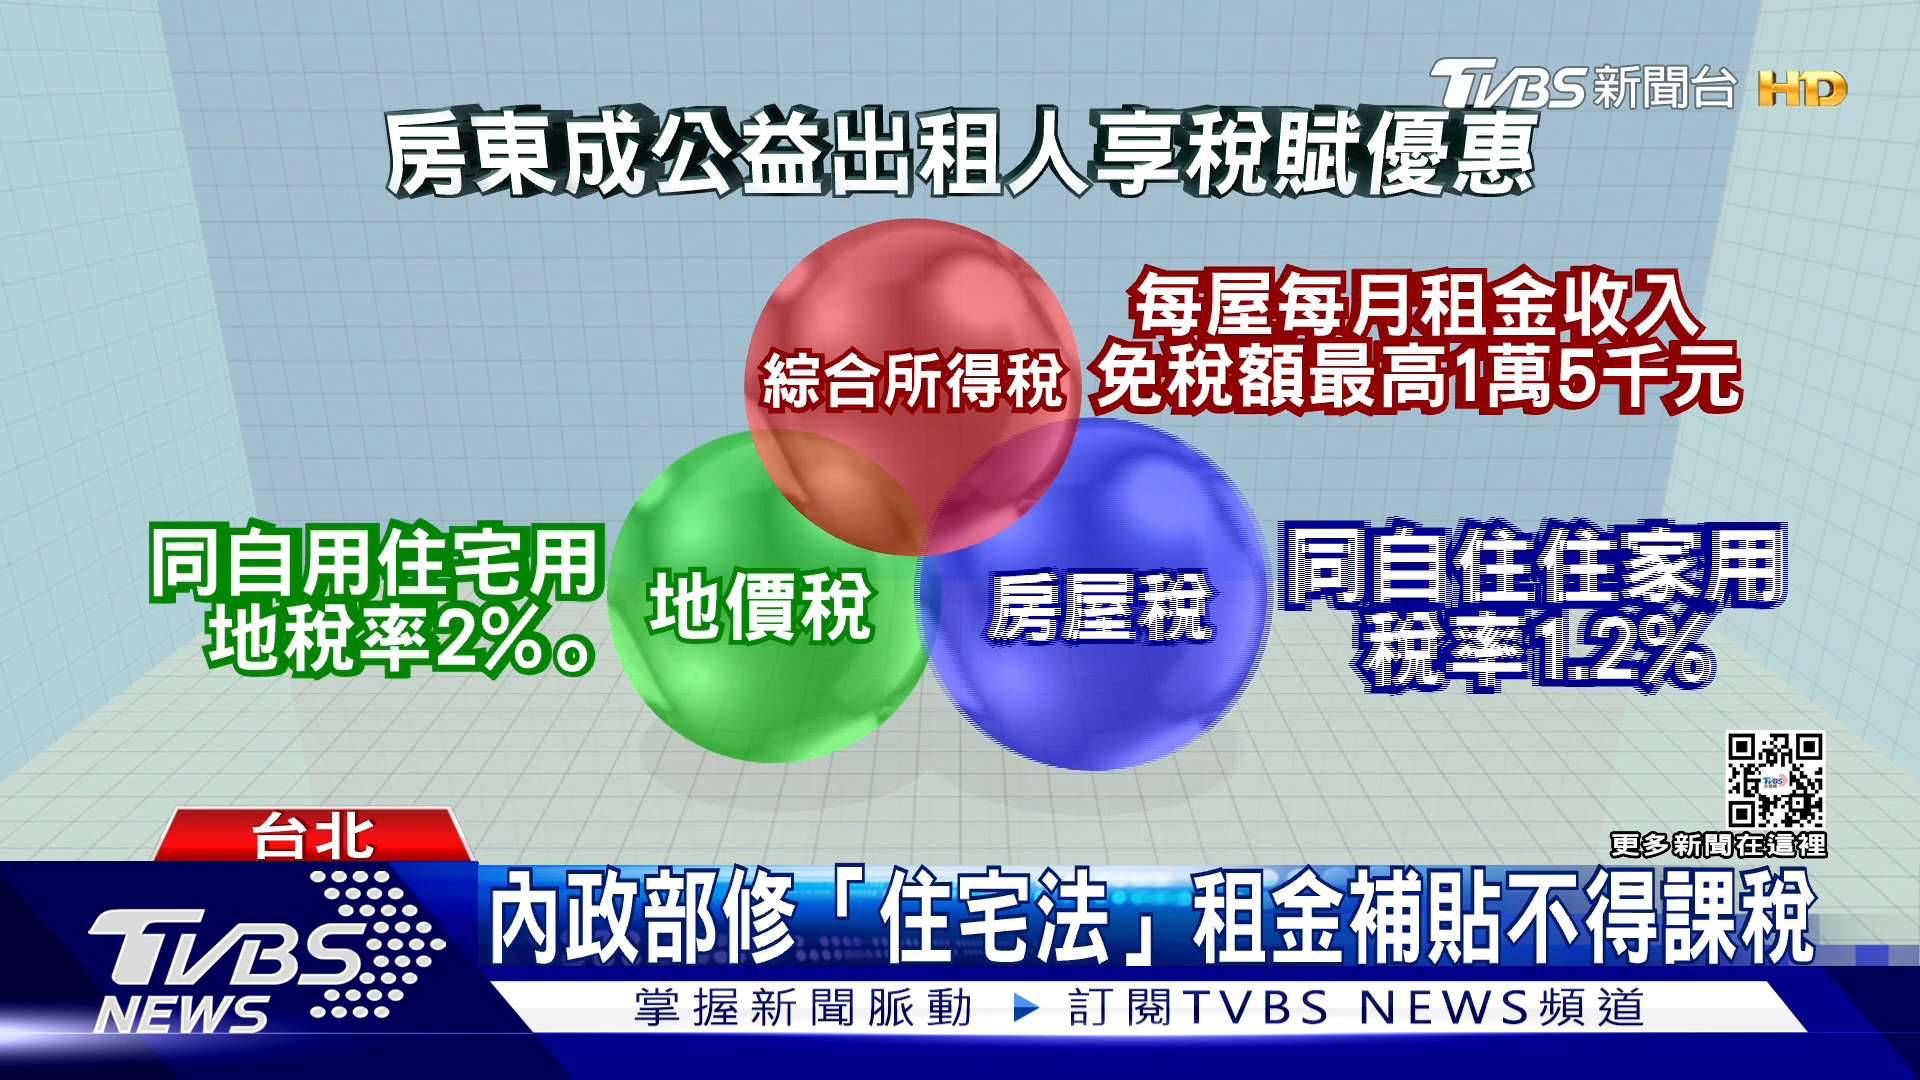 TVBS新聞台 HD
房東成公益出租人享稅賦優惠
每屋每月租金收入
免稅額最高1萬5千元
綜合所得稅
同自用住宅用
地稅率2‰
地價稅
房屋稅
同自住住家用
稅率1.2%
TVBS
更多新聞在這裡
台北
內政部修「住宅法」租金補貼不得課稅
TVBS
NEWS
掌握新聞脈動 ▶ 訂閱TVBS NEWS頻道